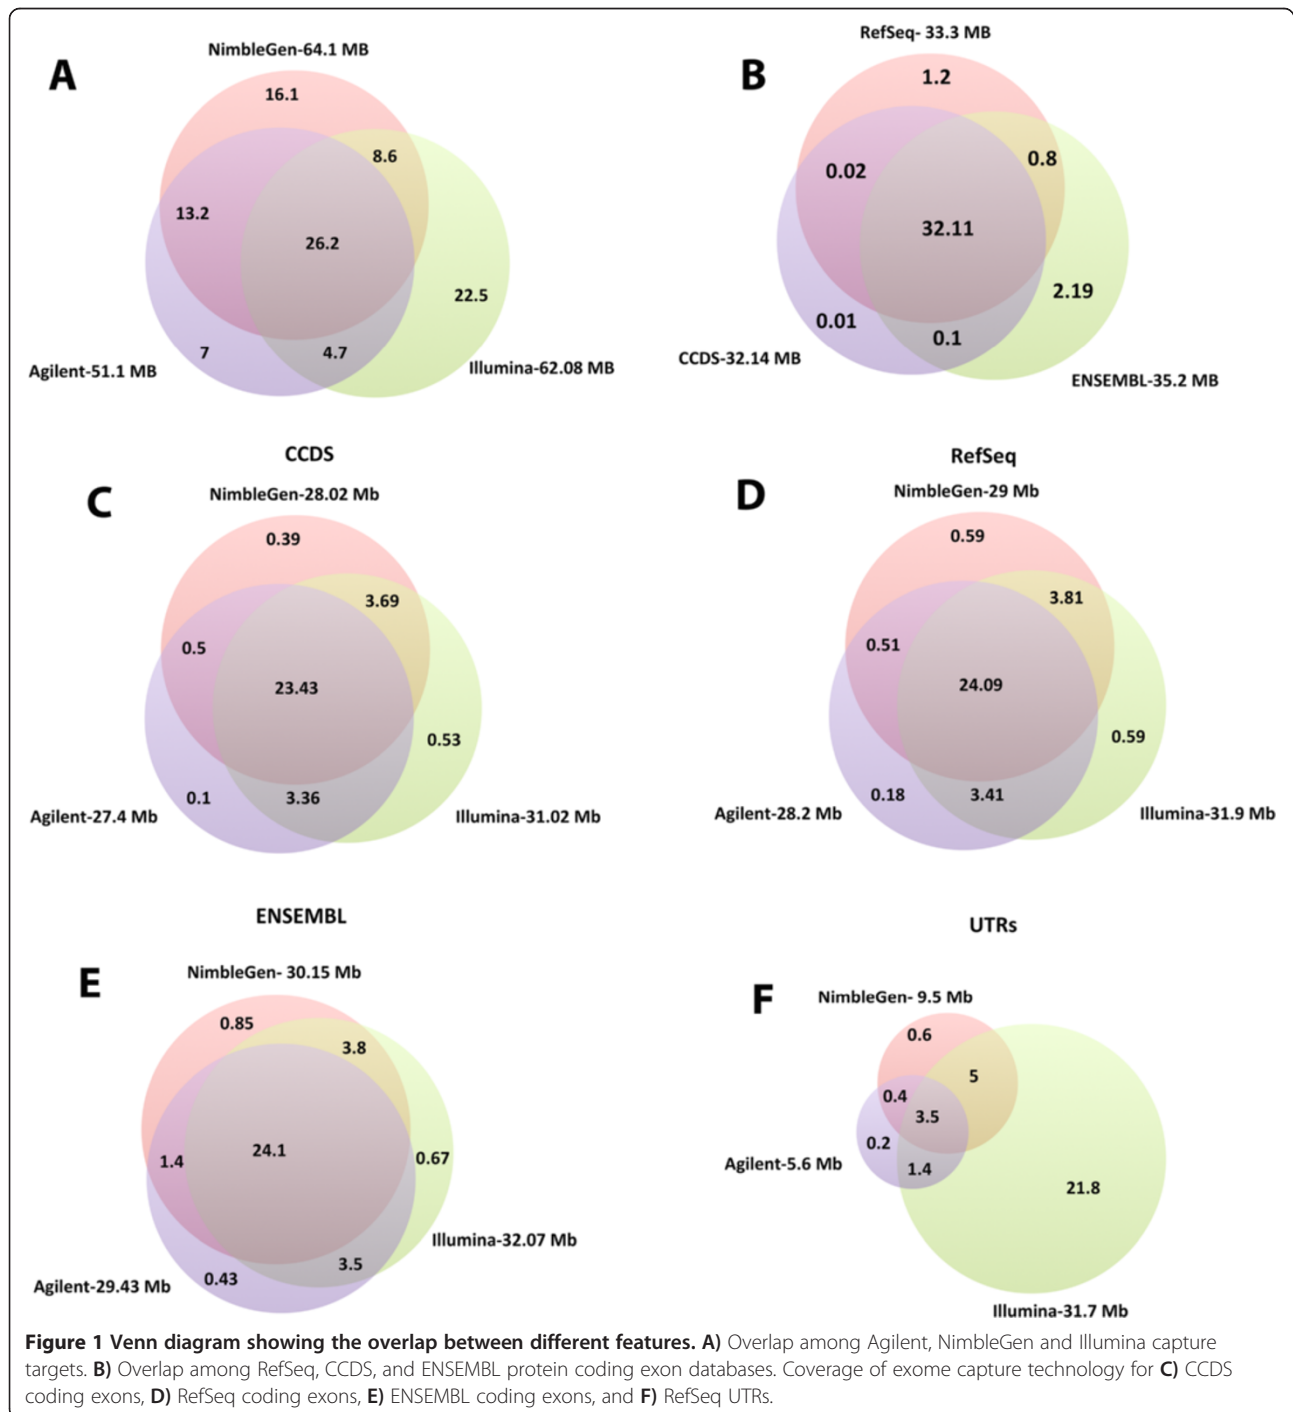 A
NimbleGen-64.1 MB
16.1
8.6
13.2
26.2
22.5
7
4.7
Agilent-51.1 MB
Illumina-62.08 MB
B
RefSeq- 33.3 MB
1.2
0.8
0.02
32.11
2.19
0.01
0.1
CCDS-32.14 MB
ENSEMBL-35.2 MB
CCDS
C
NimbleGen-28.02 Mb
0.39
3.69
0.5
23.43
0.53
0.1
3.36
Agilent-27.4 Mb
Illumina-31.02 Mb
RefSeq
D
NimbleGen-29 Mb
0.59
3.81
0.51
24.09
0.59
0.18
3.41
Agilent-28.2 Mb
Illumina-31.9 Mb
ENSEMBL
E
NimbleGen- 30.15 Mb
0.85
3.8
1.4
24.1
0.67
Illumina-32.07 Mb
3.5
0.43
Agilent-29.43 Mb
UTRs
F
NimbleGen- 9.5 Mb
0.6
5
0.4
3.5
0.2
1.4
Agilent-5.6 Mb
21.8
Illumina-31.7 Mb
Figure 1 Venn diagram showing the overlap between different features. A) Overlap among Agilent, NimbleGen and Illumina capture
targets. B) Overlap among RefSeq, CCDS, and ENSEMBL protein coding exon databases. Coverage of exome capture technology for C) CCDS
coding exons, D) RefSeq coding exons, E) ENSEMBL coding exons, and F) RefSeq UTRs.